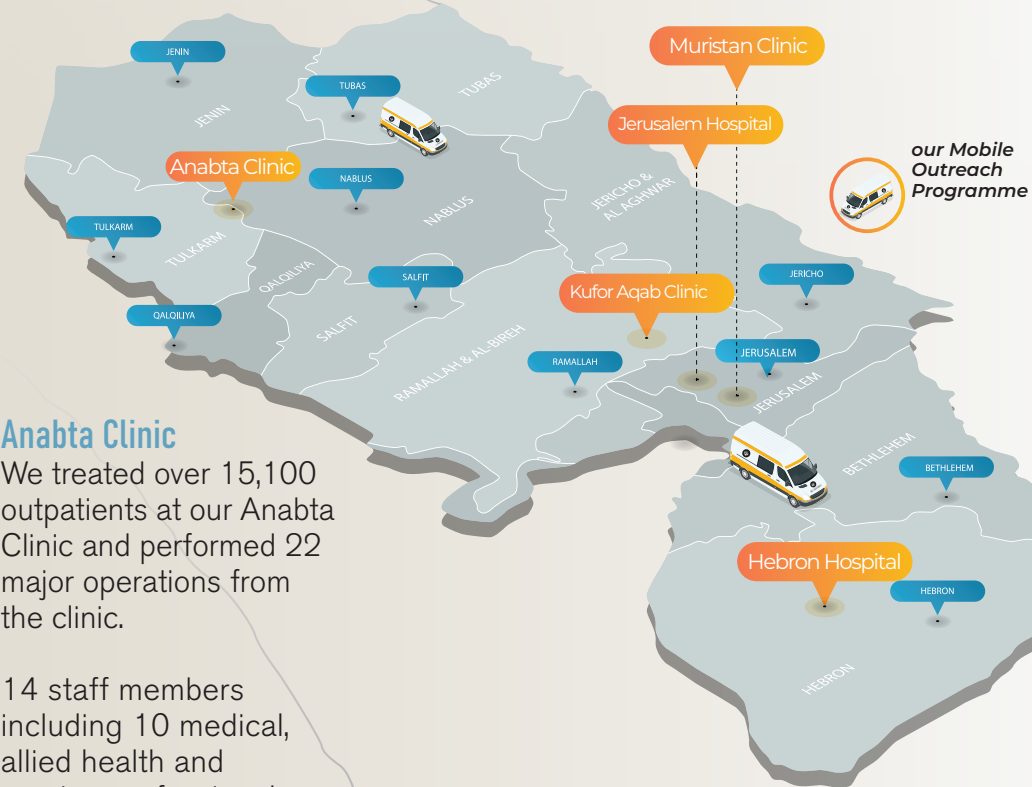 JENIN
Muristan Clinic
TUBAS
TUBAS
JENIN
Jerusalem Hospital
our Mobile
Outreach
Programme
Anabta Clinic
NABLUS
JERICHO &
AL AGHWAR
NABLUS
TULKARM
TULKARM
QALQILIYA
SALFIT
JERICHO
Kufor Aqab Clinic
QALQILIYA
SALFIT
RAMALLAH & AL-BIREH
RAMALLAH
JERUSALEM
JERUSALEM
Anabta Clinic
We treated over 15,100
outpatients at our Anabta
Clinic and performed 22
major operations from
the clinic.
14 staff members
including 10 medical,
allied health and
BETHLEHEM
BETHLEHEM
Hebron Hospital
HEBRON
HEBRON